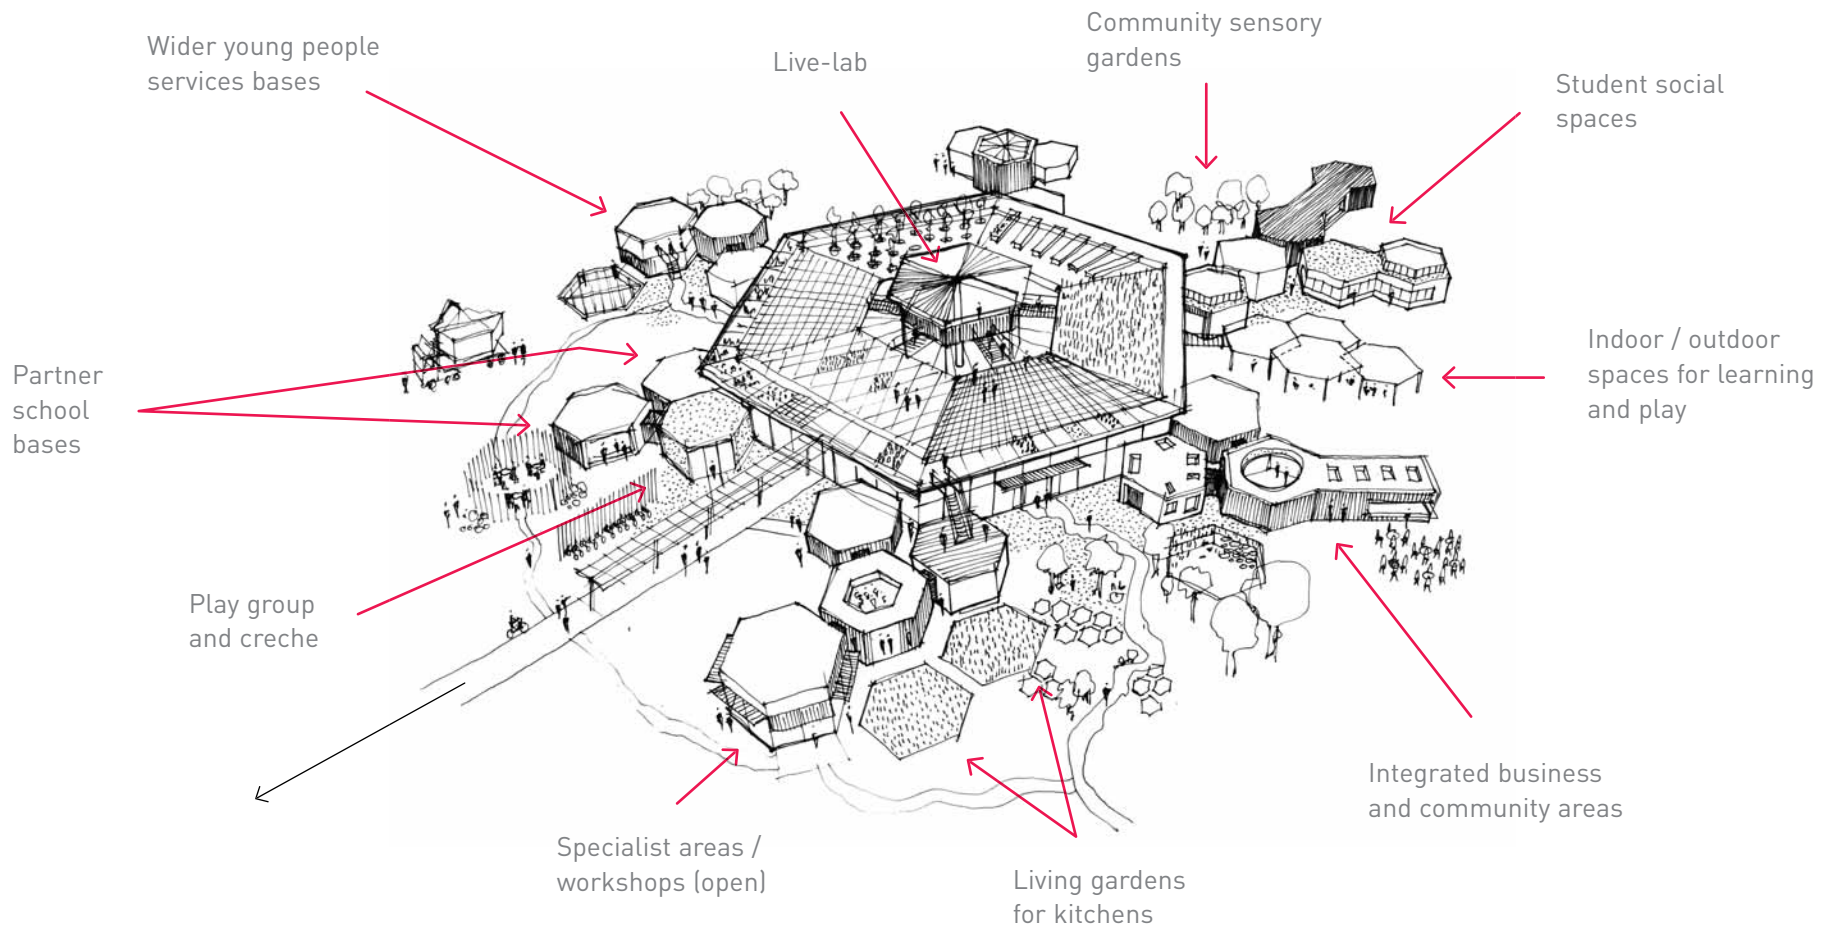 Community sensory
gardens
Wider young people
services bases
Live-lab
Student social
spaces
Indoor / outdoor
spaces for learning
and play
Partner
school
bases
Play group
and creche
Integrated business
and community areas
Specialist areas /
workshops (open)
Living gardens
for kitchens